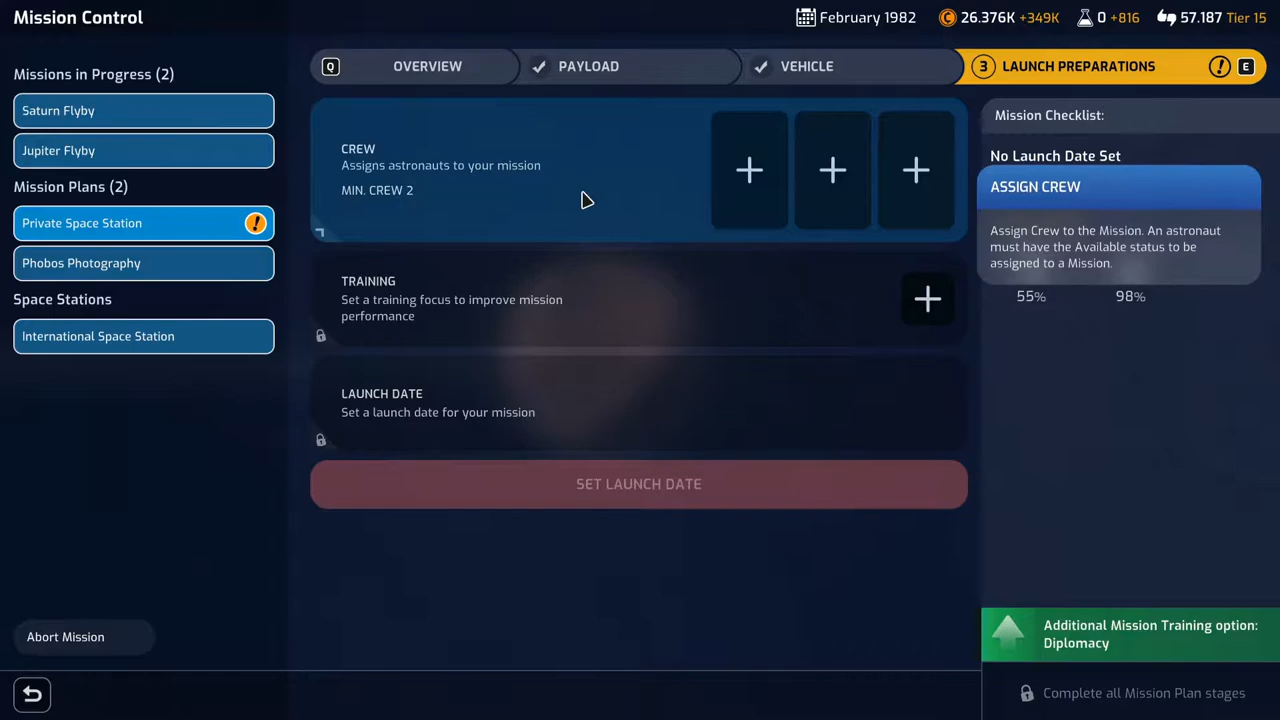 Mission Control
February 1982
26.376K +349K
0 +816
57.187 Tier 15
Missions in Progress (2)
Saturn Flyby
Jupiter Flyby
Mission Plans (2)
Private Space Station
!
Phobos Photography
Space Stations
International Space Station
Abort Mission
Q
OVERVIEW
PAYLOAD
VEHICLE
3
LAUNCH PREPARATIONS
!
E
CREW
Assigns astronauts to your mission
MIN. CREW 2
TRAINING
Set a training focus to improve mission
performance
LAUNCH DATE
Set a launch date for your mission
SET LAUNCH DATE
Mission Checklist:
No Launch Date Set
ASSIGN CREW
Assign Crew to the Mission. An astronaut
must have the Available status to be
assigned to a Mission.
55%
98%
Additional Mission Training option:
Diplomacy
Complete all Mission Plan stages